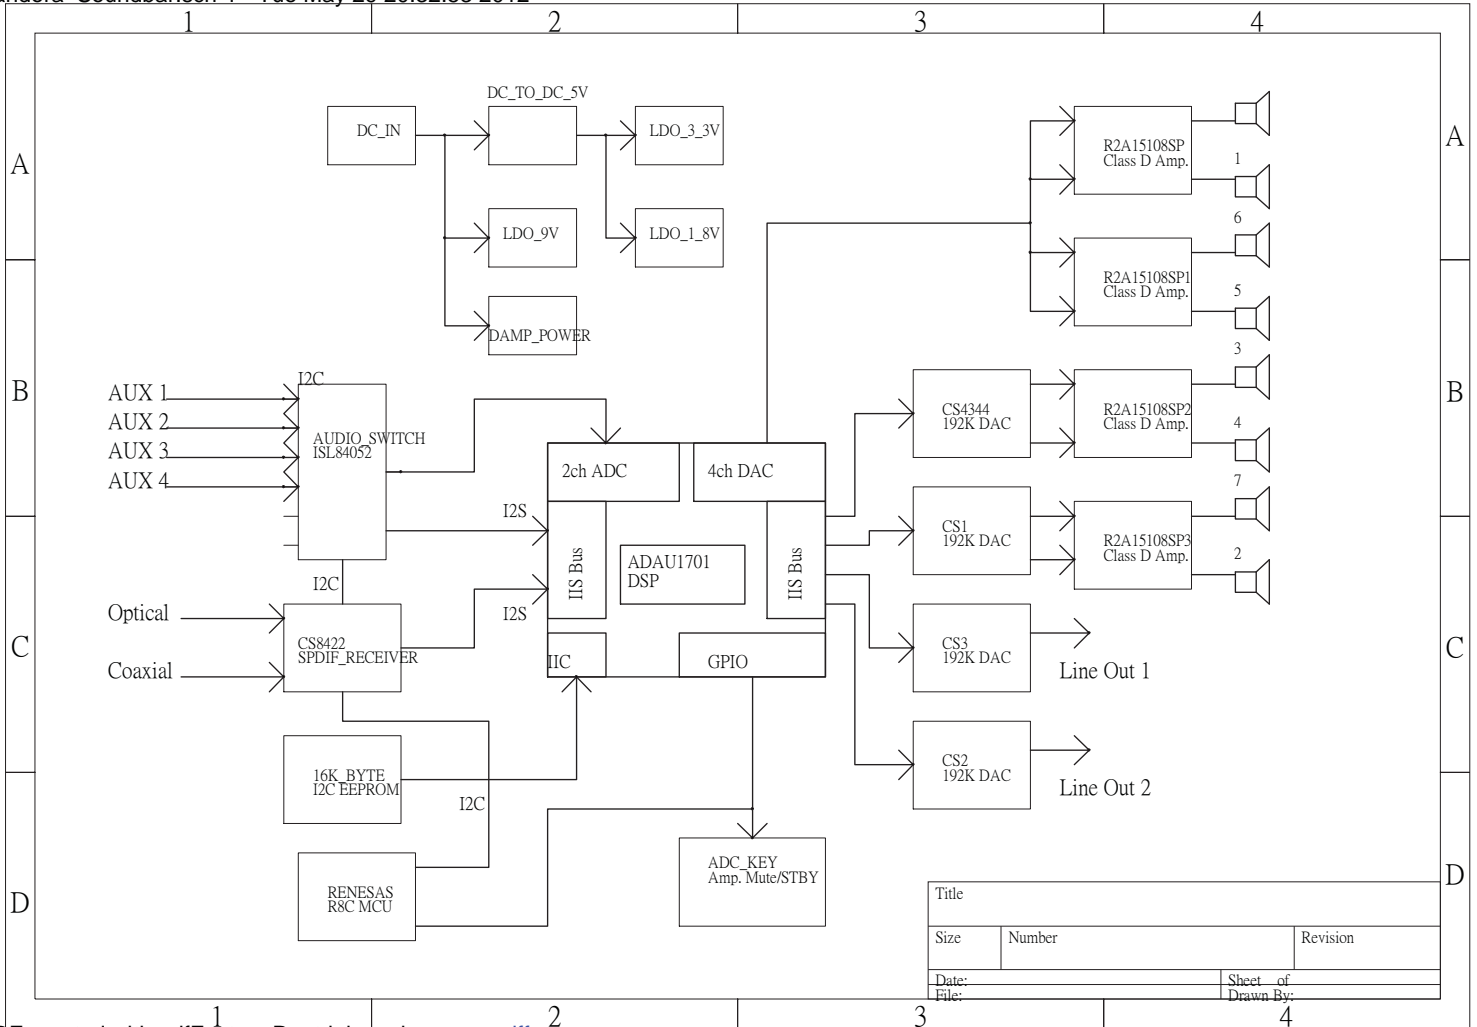 1 2 3 4
A
A
DC_TO_DC_5V
DC_IN
LDO_3_3V
LDO_9V
LDO_1_8V
DAMP_POWER
R2A15108SP
Class D Amp.
1
6
R2A15108SP1
Class D Amp.
5
3
B
B
I2C
AUX 1
AUX 2
AUX 3
AUX 4
AUDIO_SWITCH
ISL84052
2ch ADC
4ch DAC
CS4344
192K DAC
R2A15108SP2
Class D Amp.
4
7
I2S
IIS Bus
ADAU1701
DSP
IIS Bus
CS1
192K DAC
R2A15108SP3
Class D Amp.
2
I2C
I2S
Optical
Coaxial
CS8422
SPDIF_RECEIVER
IIC
GPIO
CS3
192K DAC
Line Out 1
C
C
16K_BYTE
I2C EEPROM
I2C
CS2
192K DAC
Line Out 2
RENESAS
R8C MCU
ADC_KEY
Amp. Mute/STBY
D
D
Title
Size Number Revision
Date: Sheet of
File: Drawn By:
1 2 3 4